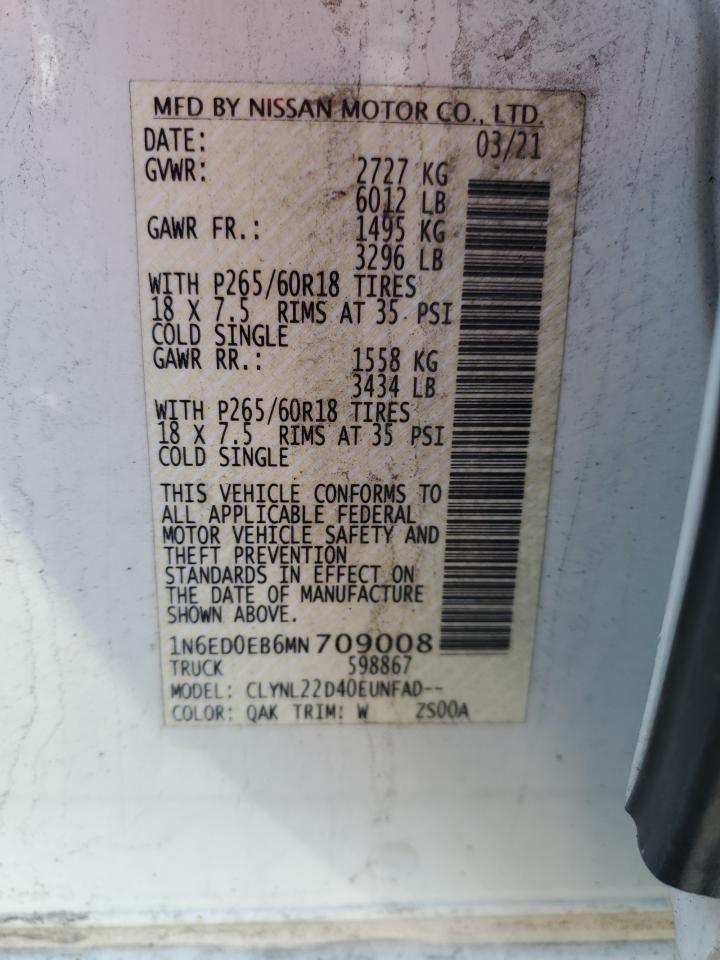 MFD BY NISSAN MOTOR CO., LTD.
DATE: 03/21
GVWR: 2727 KG
6012 LB
GAWR FR.: 1495 KG
3296 LB
WITH P265/60R18 TIRES
18 X 7.5 RIMS AT 35 PSI
COLD SINGLE
GAWR RR.: 1558 KG
3434 LB
WITH P265/60R18 TIRES
18 X 7.5 RIMS AT 35 PSI
COLD SINGLE
THIS VEHICLE CONFORMS TO
ALL APPLICABLE FEDERAL
MOTOR VEHICLE SAFETY AND
THEFT PREVENTION
STANDARDS IN EFFECT ON
THE DATE OF MANUFACTURE
SHOWN ABOVE.
1N6ED0EB6MN 709008
TRUCK 598867
MODEL: CLYNL22D40EUNFAD--
COLOR: QAK TRIM: W ZS00A